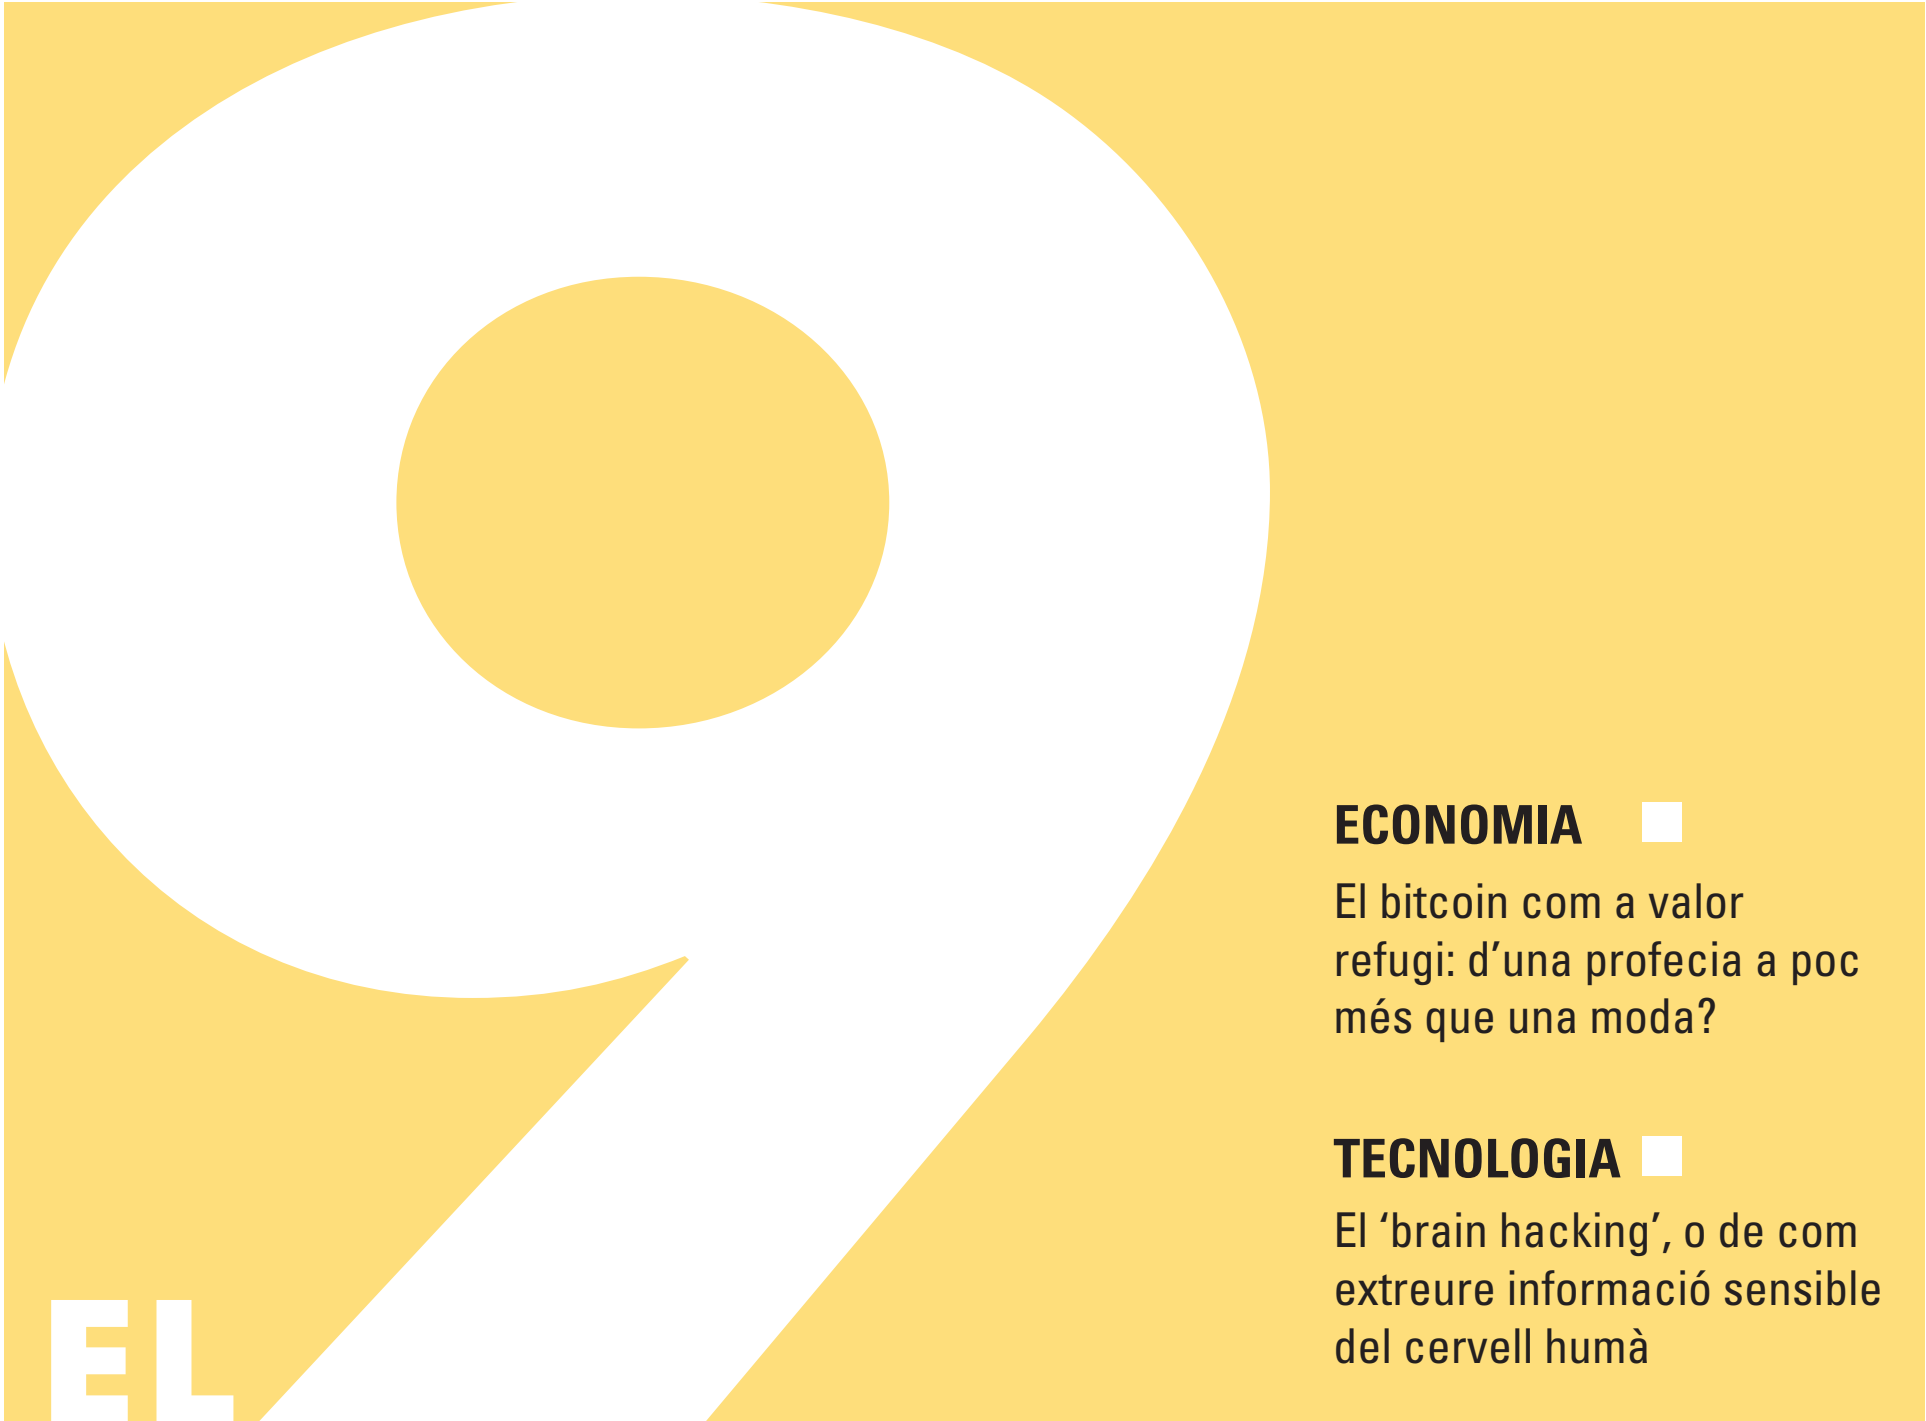 9
ECONOMIA
El bitcoin com a valor
refugi: d’una profecia a poc
més que una moda?
TECNOLOGIA
El ‘brain hacking’, o de com
extreure informació sensible
del cervell humà
EL